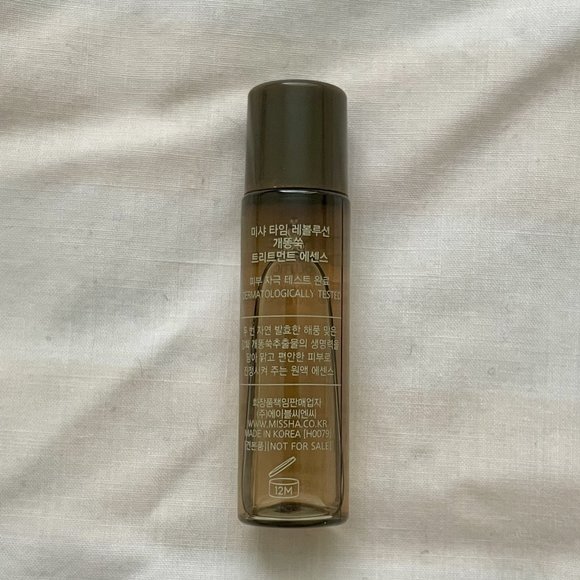 미샤 타임 레볼루션
개똥쑥
트리트먼트 에센스
피부 자극 테스트 완료
DERMATOLOGICALLY TESTED
두 번 자연 발효한 해풍 맞은
개똥쑥추출물의 생명력을
담아 맑고 편안한 피부로
진정시켜 주는 원액 에센스
화장품책임판매업자
(주)에이블씨엔씨
WWW.MISSHA.CO.KR
MADE IN KOREA [H0079]
[견본품][NOT FOR SALE]
12M